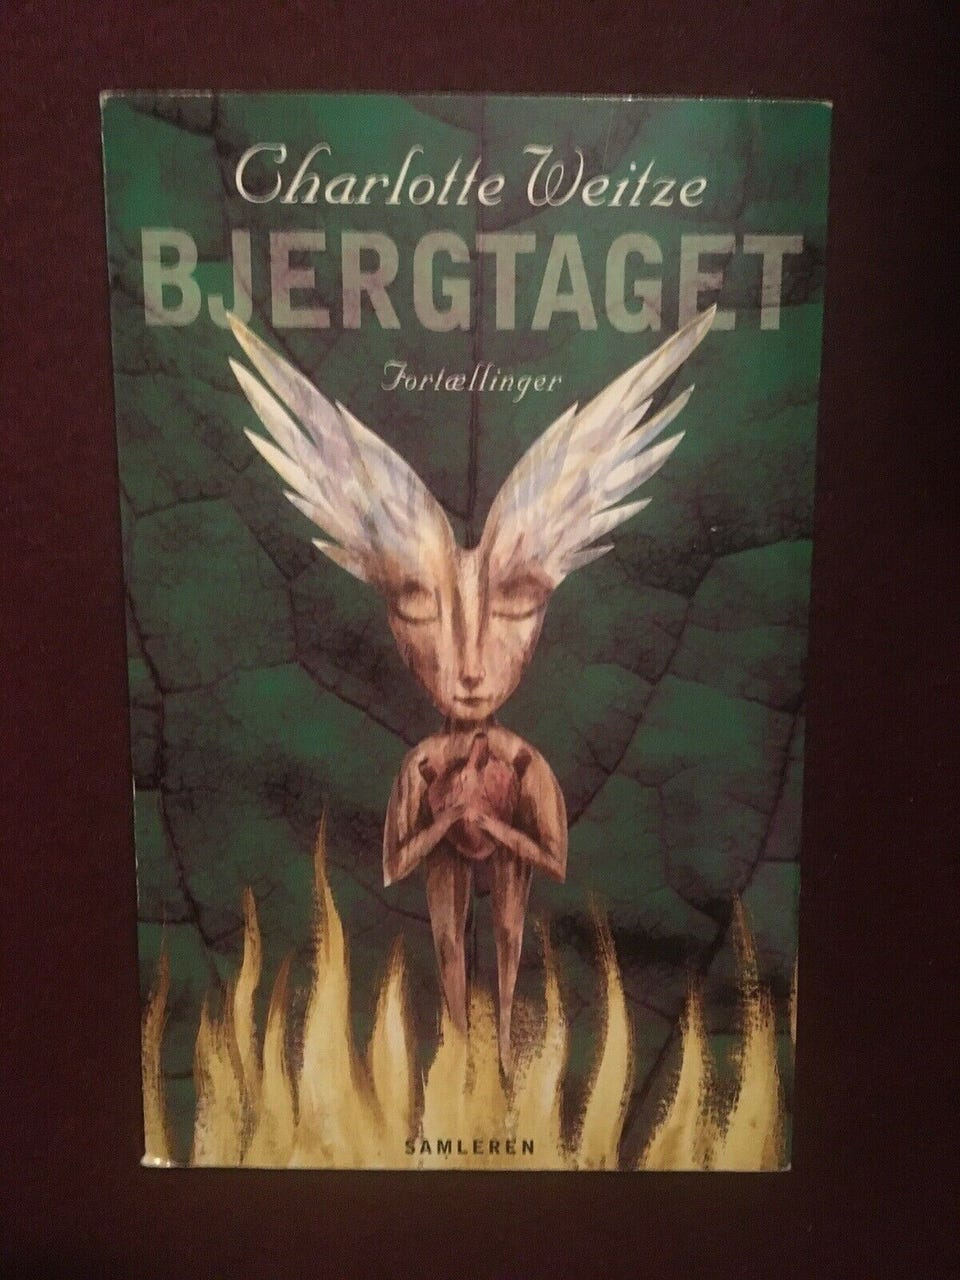 Charlotte Weitze
BJERGTAGET
Fortællinger
SAMLEREN